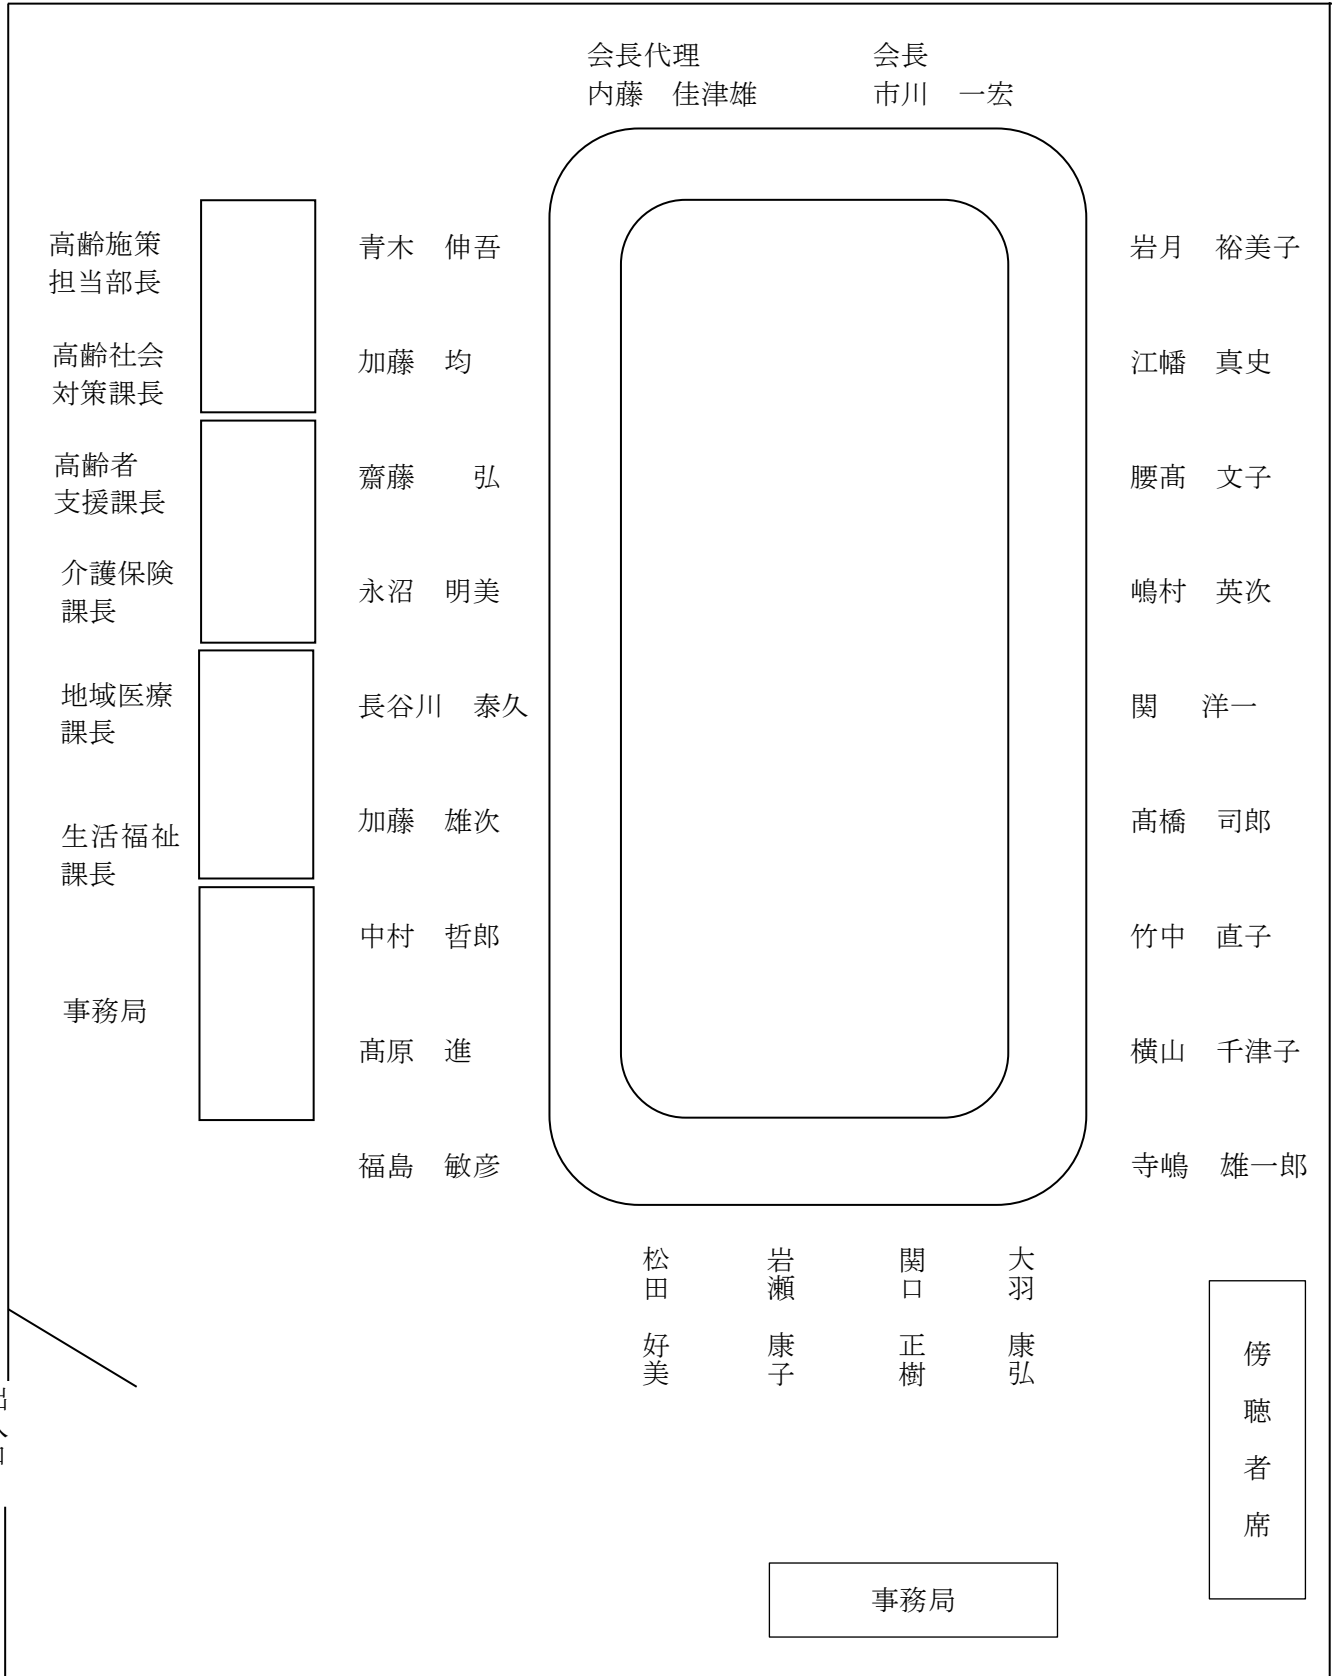 会長代理
内藤　佳津雄
会長
市川　一宏
高齢施策
担当部長
高齢社会
対策課長
高齢者
支援課長
介護保険
課長
地域医療
課長
生活福祉
課長
事務局
青木　伸吾
加藤　均
齋藤　　弘
永沼　明美
長谷川　泰久
加藤　雄次
中村　哲郎
髙原　進
福島　敏彦
岩月　裕美子
江幡　真史
腰髙　文子
嶋村　英次
関　洋一
髙橋　司郎
竹中　直子
横山　千津子
寺嶋　雄一郎
松田　好美
岩瀬　康子
関口　正樹
大羽　康弘
傍聴者席
出入口
事務局